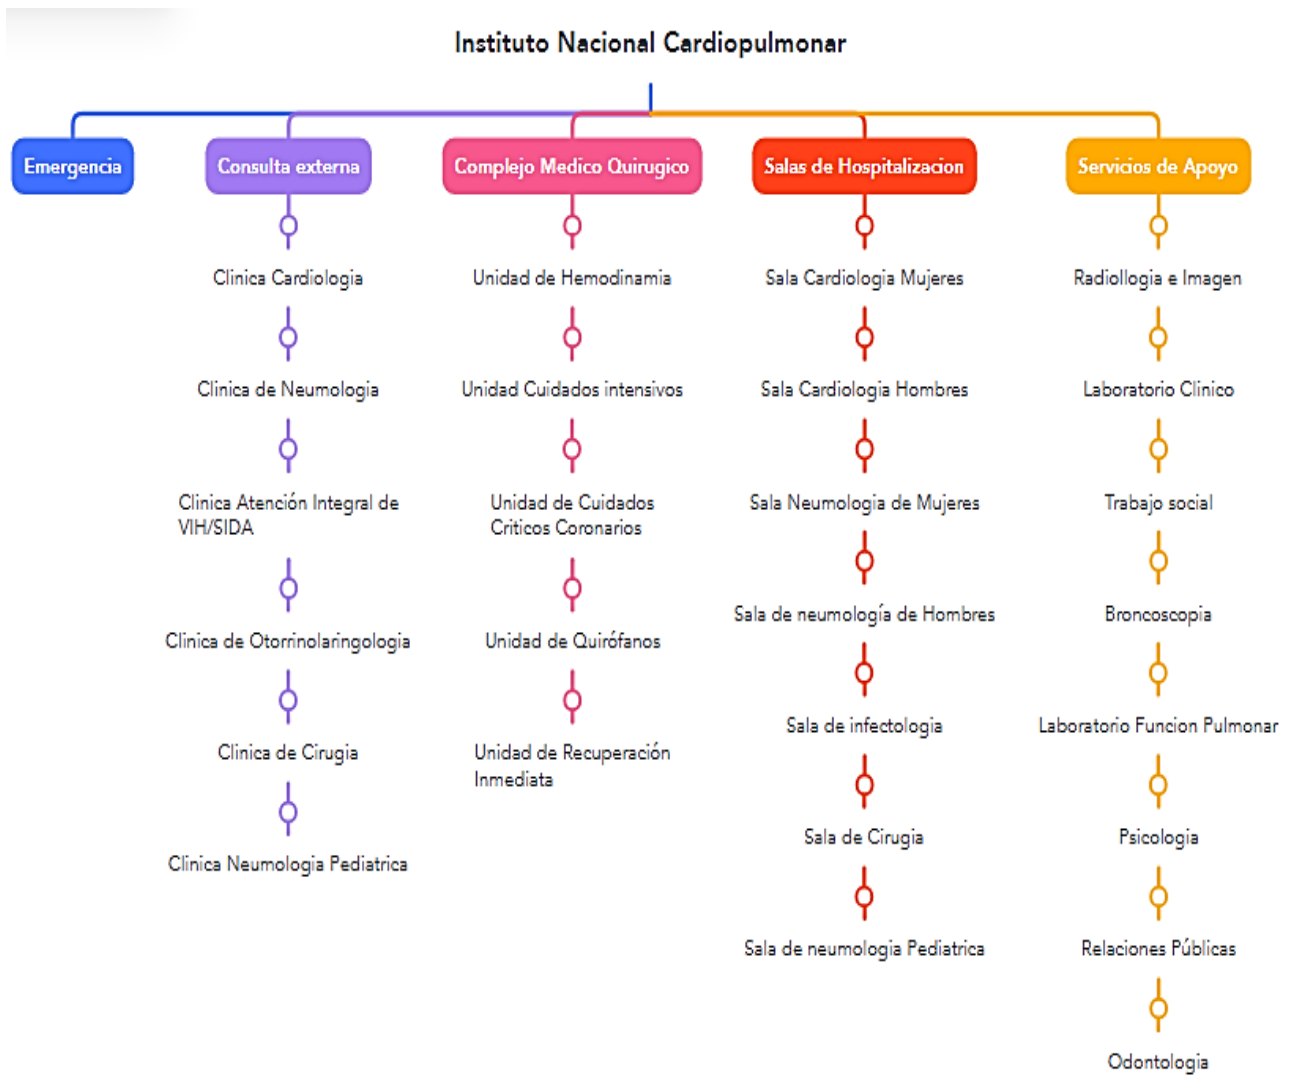 Instituto Nacional Cardiopulmonar
Emergencia
Consulta externa
Complejo Medico Quirugico
Salas de Hospitalizacion
Servicios de Apoyo
Clinica Cardiologia
Clinica de Neumologia
Clinica Atención Integral de
VIH/SIDA
Clinica de Otorrinolaringologia
Clinica de Cirugia
Clinica Neumologia Pediatrica
Unidad de Hemodinamia
Unidad Cuidados intensivos
Unidad de Cuidados
Criticos Coronarios
Unidad de Quirófanos
Unidad de Recuperación
Inmediata
Sala Cardiologia Mujeres
Sala Cardiologia Hombres
Sala Neumologia de Mujeres
Sala de neumología de Hombres
Sala de infectologia
Sala de Cirugia
Sala de neumologia Pediatrica
Radiollogia e Imagen
Laboratorio Clinico
Trabajo social
Broncoscopia
Laboratorio Funcion Pulmonar
Psicologia
Relaciones Públicas
Odontologia